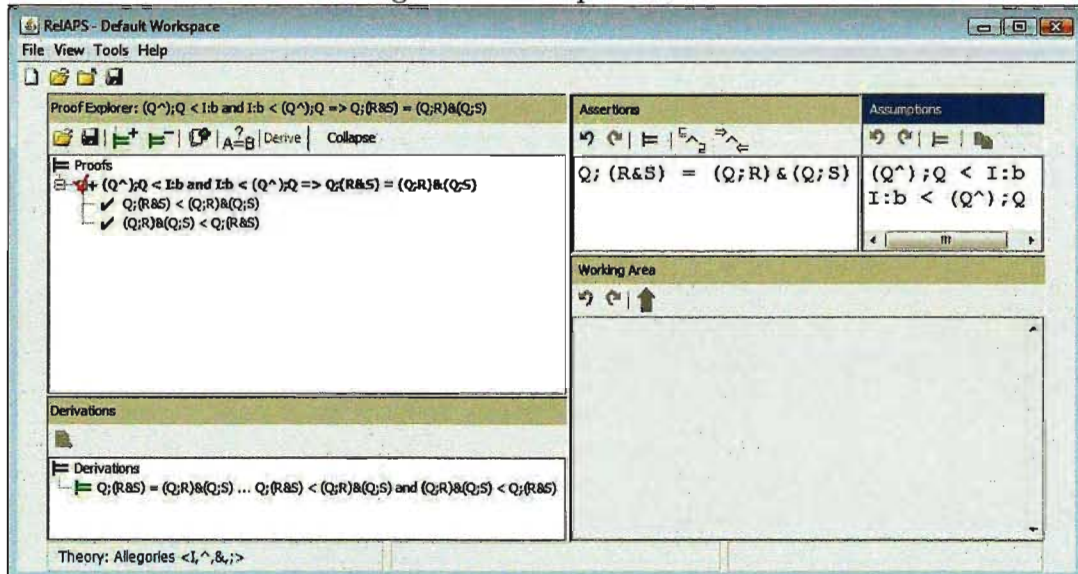 RelAPS - Default Workspace
File View Tools Help
Proof Explorer: (Q^);Q < I:b and I:b < (Q^);Q => Q;(R&S) = (Q;R)&(Q;S)
A=B Derive Collapse
Proofs
(Q^);Q < I:b and I:b < (Q^);Q => Q;(R&S) = (Q;R)&(Q;S)
Q;(R&S) < (Q;R)&(Q;S)
(Q;R)&(Q;S) < Q;(R&S)
Derivations
Derivations
Q;(R&S) = (Q;R)&(Q;S) ... Q;(R&S) < (Q;R)&(Q;S) and (Q;R)&(Q;S) < Q;(R&S)
Theory: Allegories <I,^,&,;>
Assertions
Q;(R&S) = (Q;R)&(Q;S)
Assumptions
(Q^);Q < I:b
I:b < (Q^);Q
Working Area